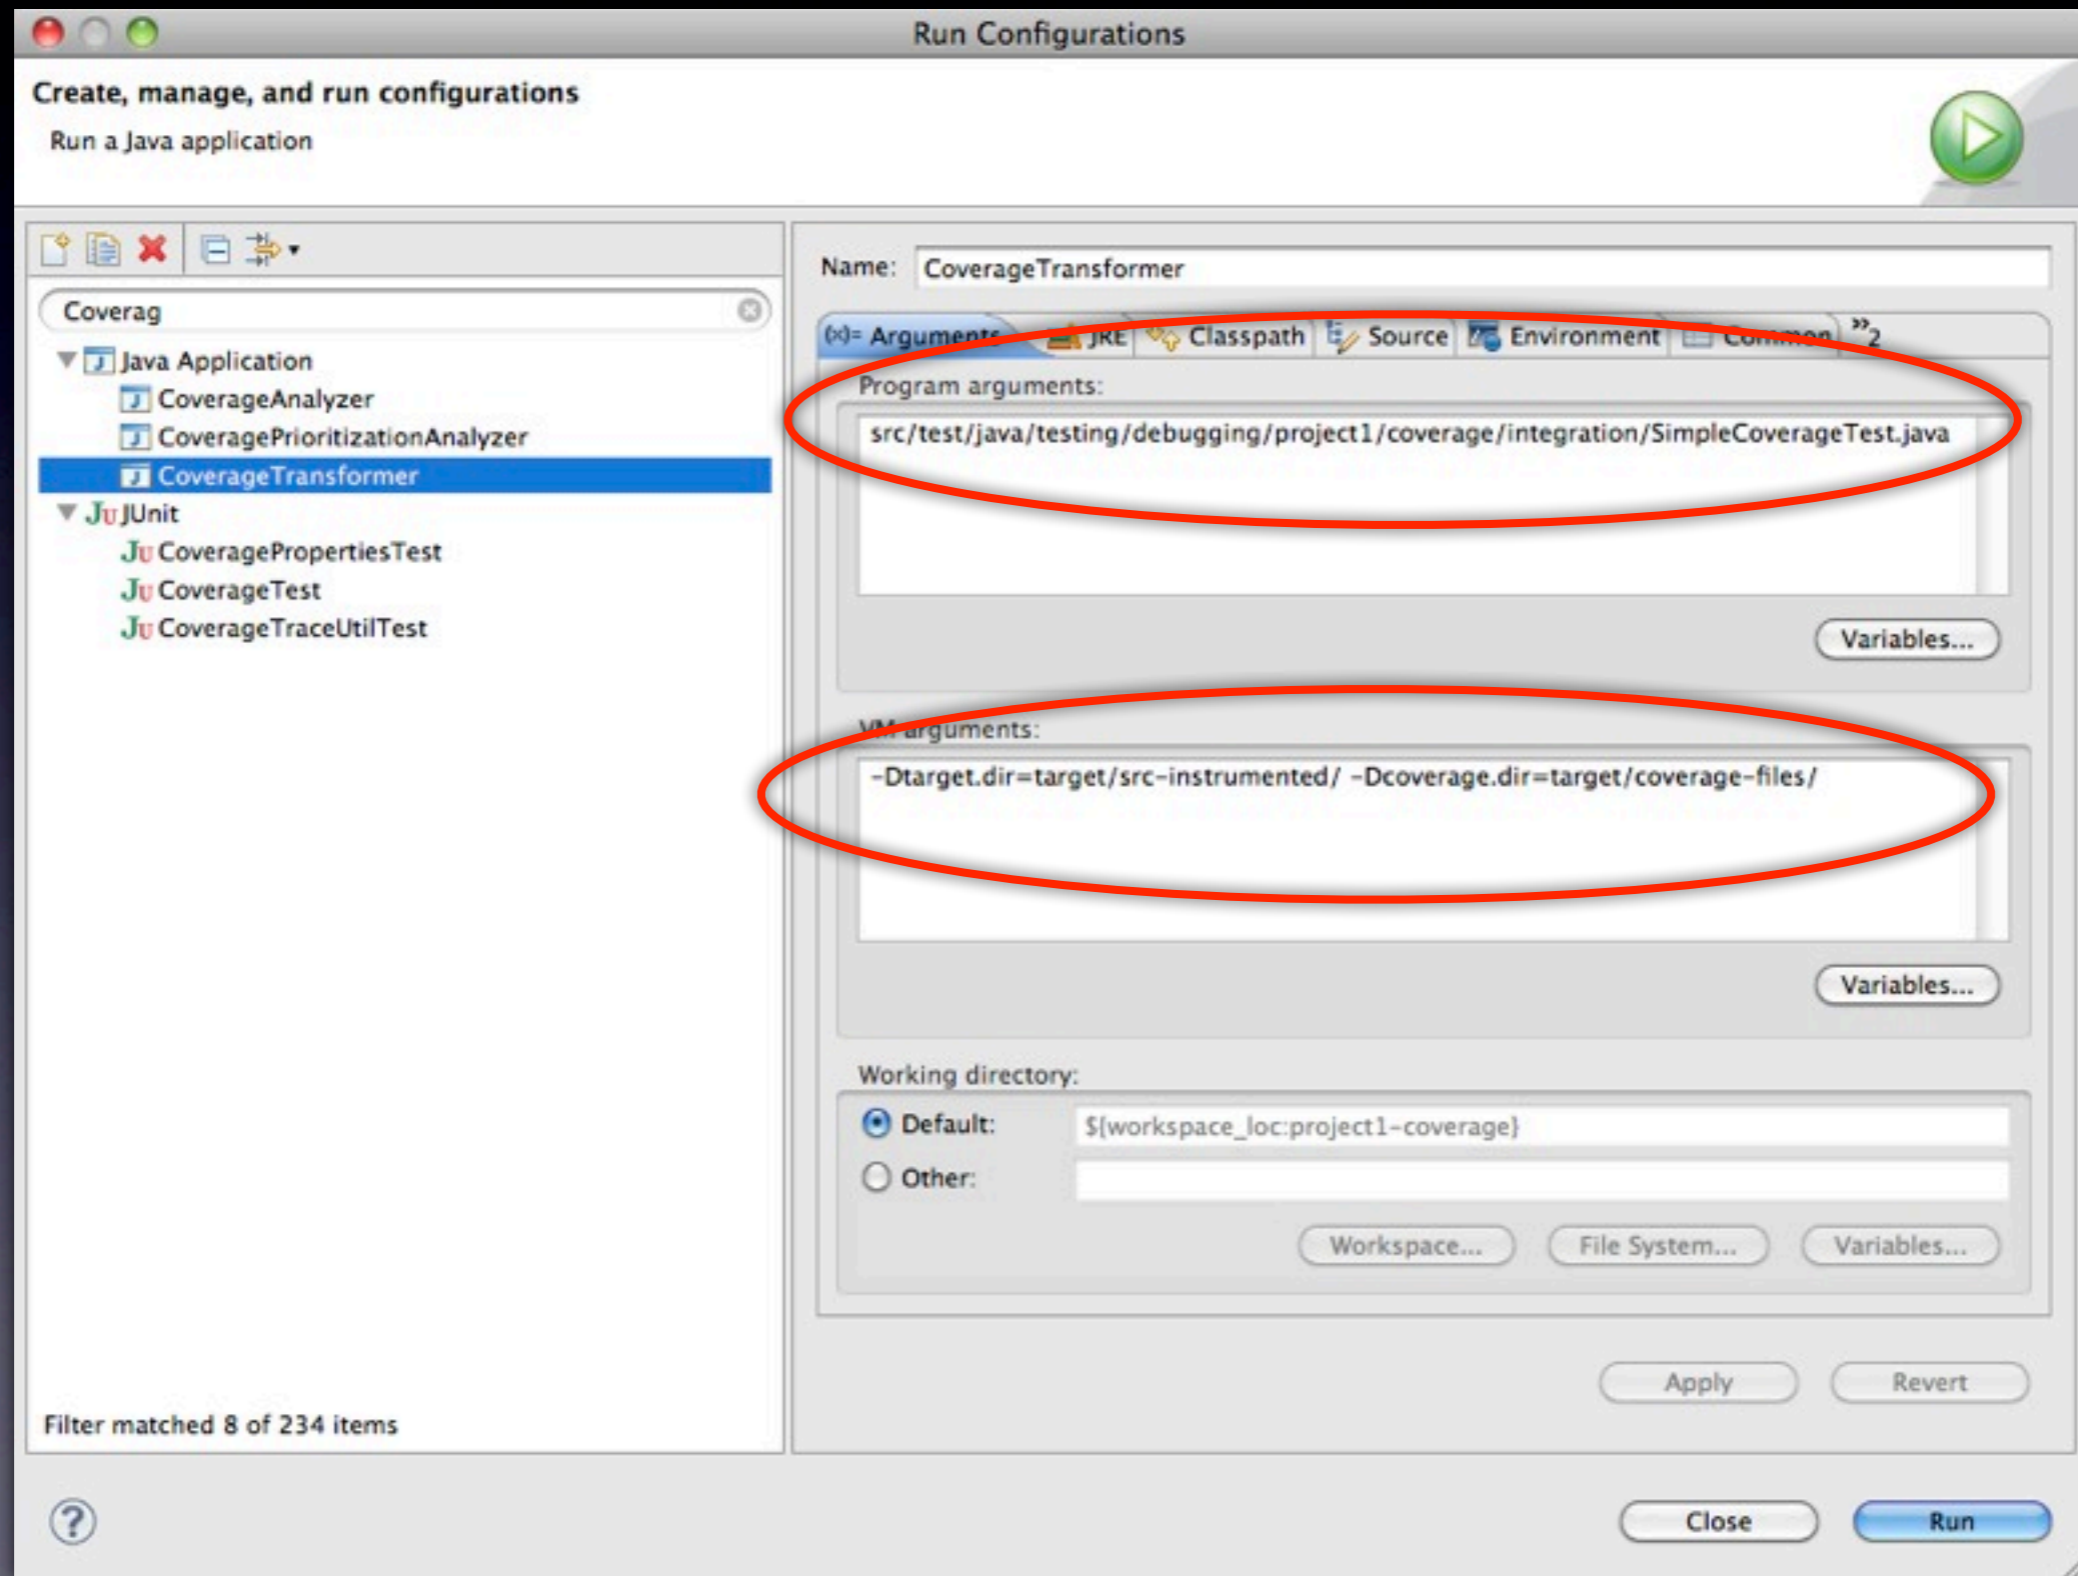 Run Configurations
Create, manage, and run configurations
Run a Java application
Coverag
Java Application
CoverageAnalyzer
CoveragePrioritizationAnalyzer
CoverageTransformer
JUnit
CoveragePropertiesTest
CoverageTest
CoverageTraceUtilTest
Filter matched 8 of 234 items
Name: CoverageTransformer
(x)= Arguments JRE Classpath Source Environment Common »2
Program arguments:
src/test/java/testing/debugging/project1/coverage/integration/SimpleCoverageTest.java
Variables...
VM arguments:
-Dtarget.dir=target/src-instrumented/ -Dcoverage.dir=target/coverage-files/
Variables...
Working directory:
Default: ${workspace_loc:project1-coverage}
Other:
Workspace... File System... Variables...
Apply Revert
Close Run